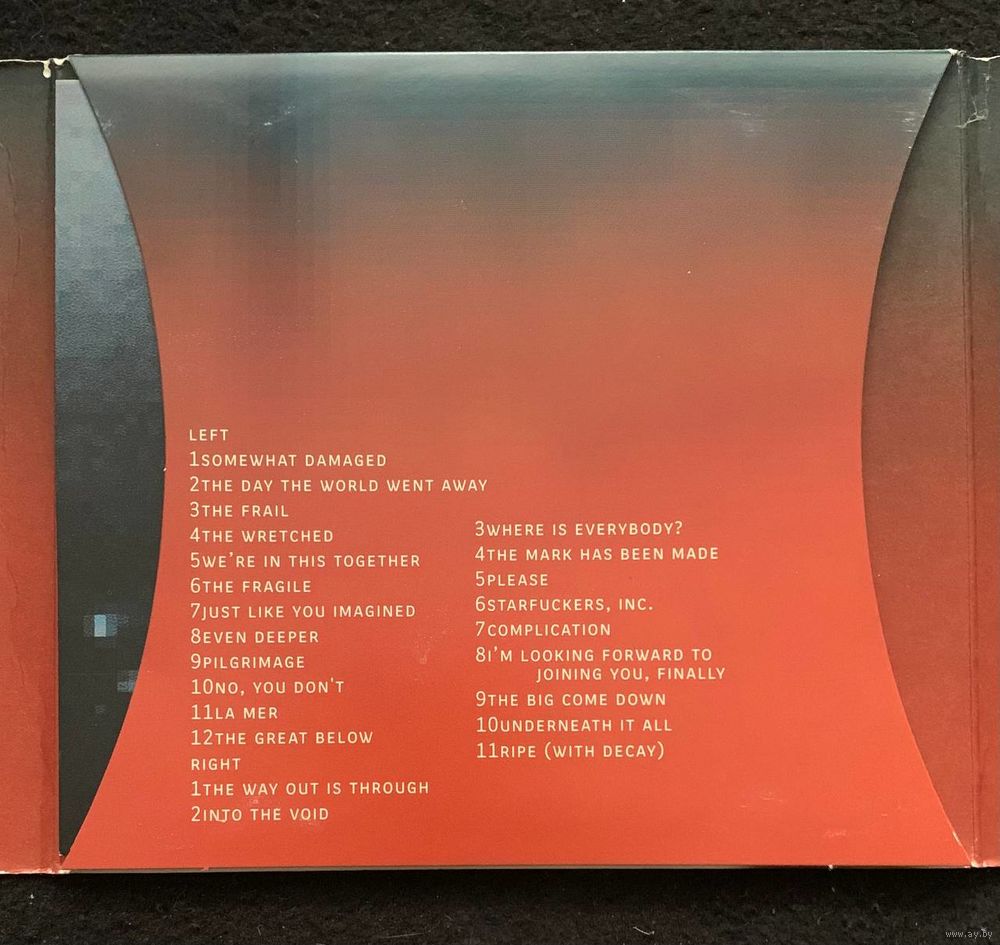 LEFT
1SOMEWHAT DAMAGED
2THE DAY THE WORLD WENT AWAY
3THE FRAIL
4THE WRETCHED
5WE'RE IN THIS TOGETHER
6THE FRAGILE
7JUST LIKE YOU IMAGINED
8EVEN DEEPER
9PILGRIMAGE
10NO, YOU DON'T
11LA MER
12THE GREAT BELOW
RIGHT
1THE WAY OUT IS THROUGH
2INTO THE VOID
3WHERE IS EVERYBODY?
4THE MARK HAS BEEN MADE
5PLEASE
6STARFUCKERS, INC.
7COMPLICATION
8I'M LOOKING FORWARD TO
JOINING YOU, FINALLY
9THE BIG COME DOWN
10UNDERNEATH IT ALL
11RIPE (WITH DECAY)
www.ay.by